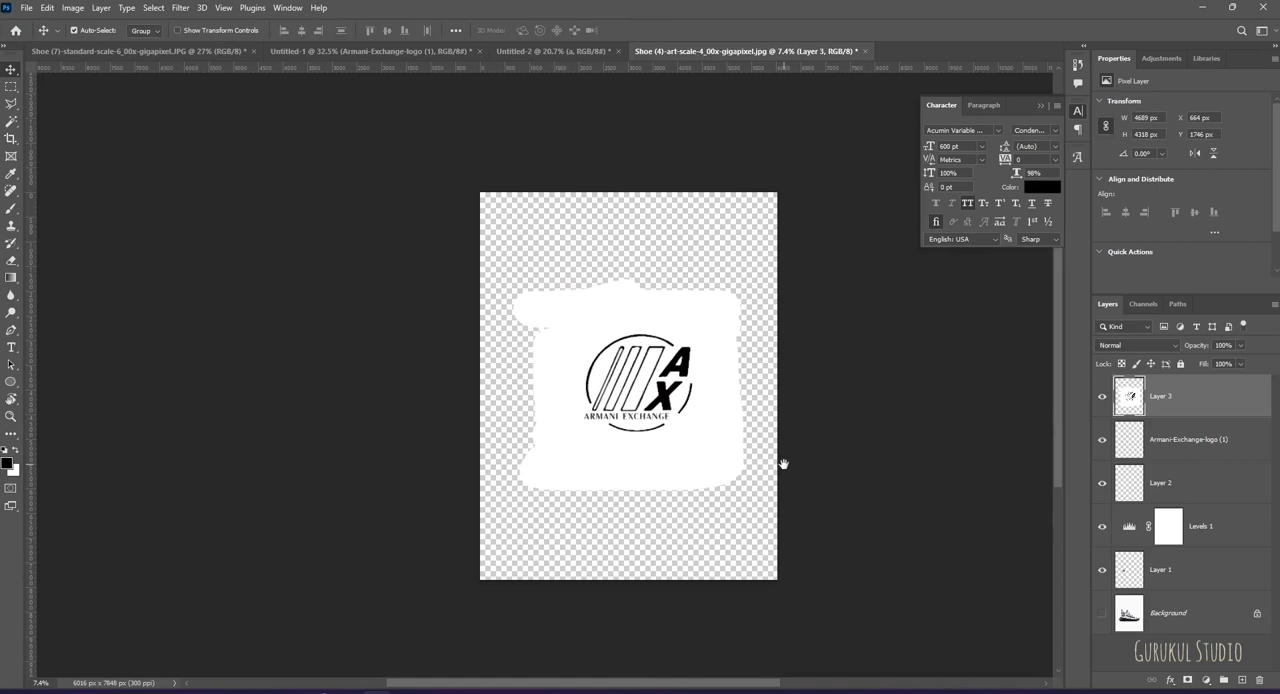 File Edit Image Layer Type Select Filter 3D View Plugins Window Help
Auto-Select: Group Show Transform Controls 3D Mode:
Shoe (7)-standard-scale-6_00x-gigapixel.JPG @ 27% (RGB/8) * Untitled-1 @ 32.5% (Armani-Exchange-logo (1), RGB/8#) * Untitled-2 @ 20.7% (a, RGB/8#) * Shoe (4)-art-scale-4_00x-gigapixel.jpg @ 7.4% (Layer 3, RGB/8) *
Properties Adjustments Libraries
Pixel Layer
Transform
W 4689 px X 664 px
H 4318 px Y 1746 px
0.00°
Align and Distribute
Align:
Quick Actions
Character Paragraph
Acumin Variable ... Conden...
600 pt (Auto)
Metrics 0
100% 98%
0 pt Color:
English: USA Sharp
AX
ARMANI EXCHANGE
Layers Channels Paths
Kind
Normal Opacity: 100%
Lock: Fill: 100%
Layer 3
Armani-Exchange-logo (1)
Layer 2
Levels 1
Layer 1
Background
GURUKUL STUDIO
7.4% 6016 px x 7848 px (300 ppi)